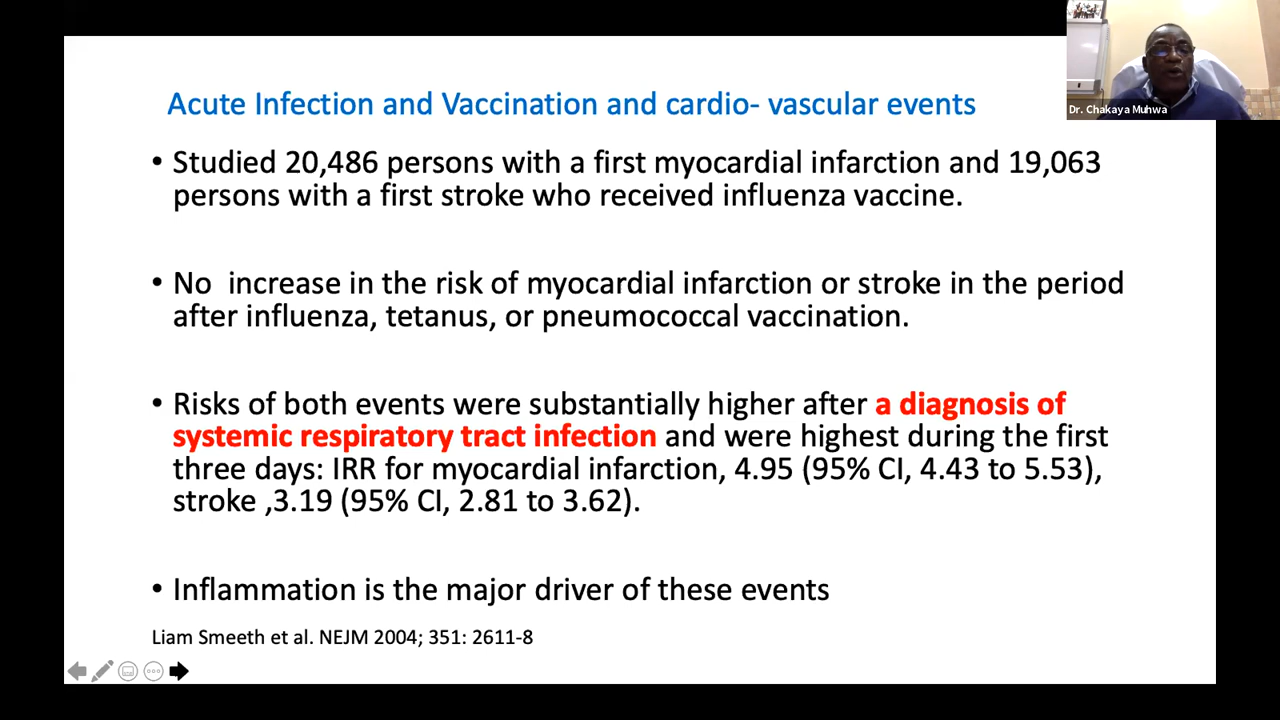 Acute Infection and Vaccination and cardio- vascular events
• Studied 20,486 persons with a first myocardial infarction and 19,063
persons with a first stroke who received influenza vaccine.
• No  increase in the risk of myocardial infarction or stroke in the period
after influenza, tetanus, or pneumococcal vaccination.
• Risks of both events were substantially higher after a diagnosis of
systemic respiratory tract infection and were highest during the first
three days: IRR for myocardial infarction, 4.95 (95% CI, 4.43 to 5.53),
stroke ,3.19 (95% CI, 2.81 to 3.62).
• Inflammation is the major driver of these events
Liam Smeeth et al. NEJM 2004; 351: 2611-8
Dr. Chakaya Muhwa